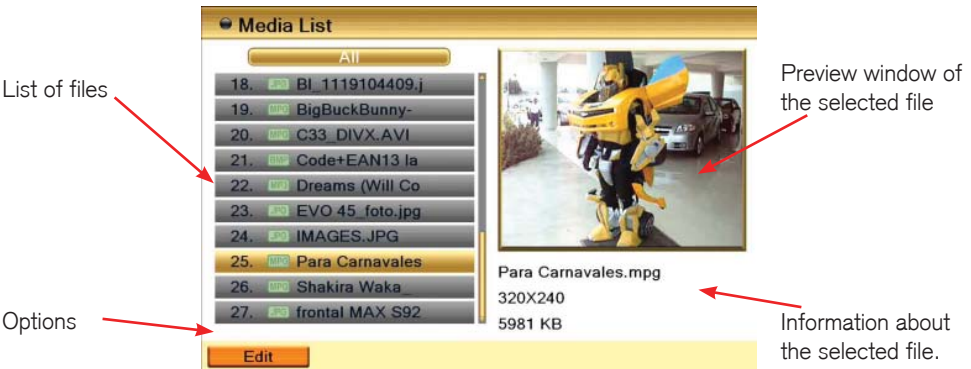 Media List
All
List of files
18. JPG BI_1119104409.j
19. MPG BigBuckBunny-
20. MPG C33_DIVX.AVI
21. BMP Code+EAN13 la
22. MPG Dreams (Will Co
23. JPG EVO 45_foto.jpg
24. JPG IMAGES.JPG
25. MPG Para Carnavales
26. MPG Shakira Waka_
27. JPG frontal MAX S92
Options
Edit
Preview window of
the selected file
Para Carnavales.mpg
320X240
5981 KB
Information about
the selected file.